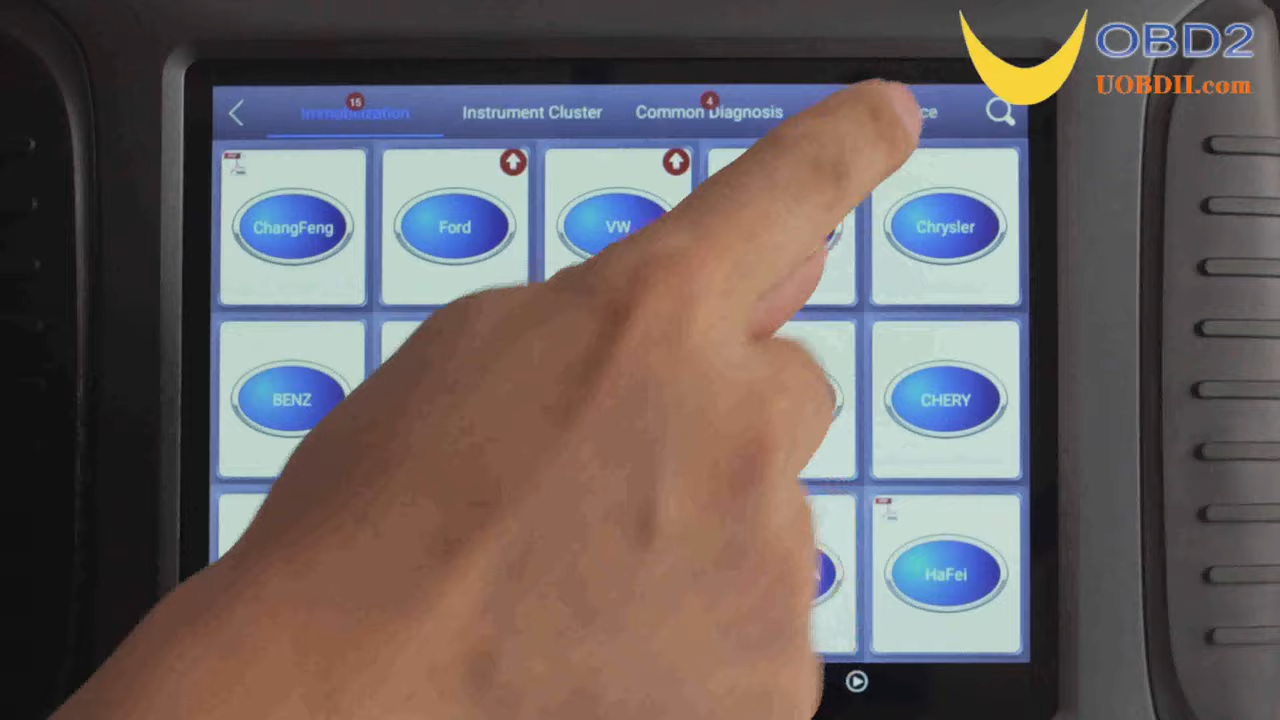 OBD2
UOBDII.com
15
4
Immobilization
Instrument Cluster
Common Diagnosis
ce
ChangFeng
Ford
VW
Chrysler
BENZ
CHERY
HaFei